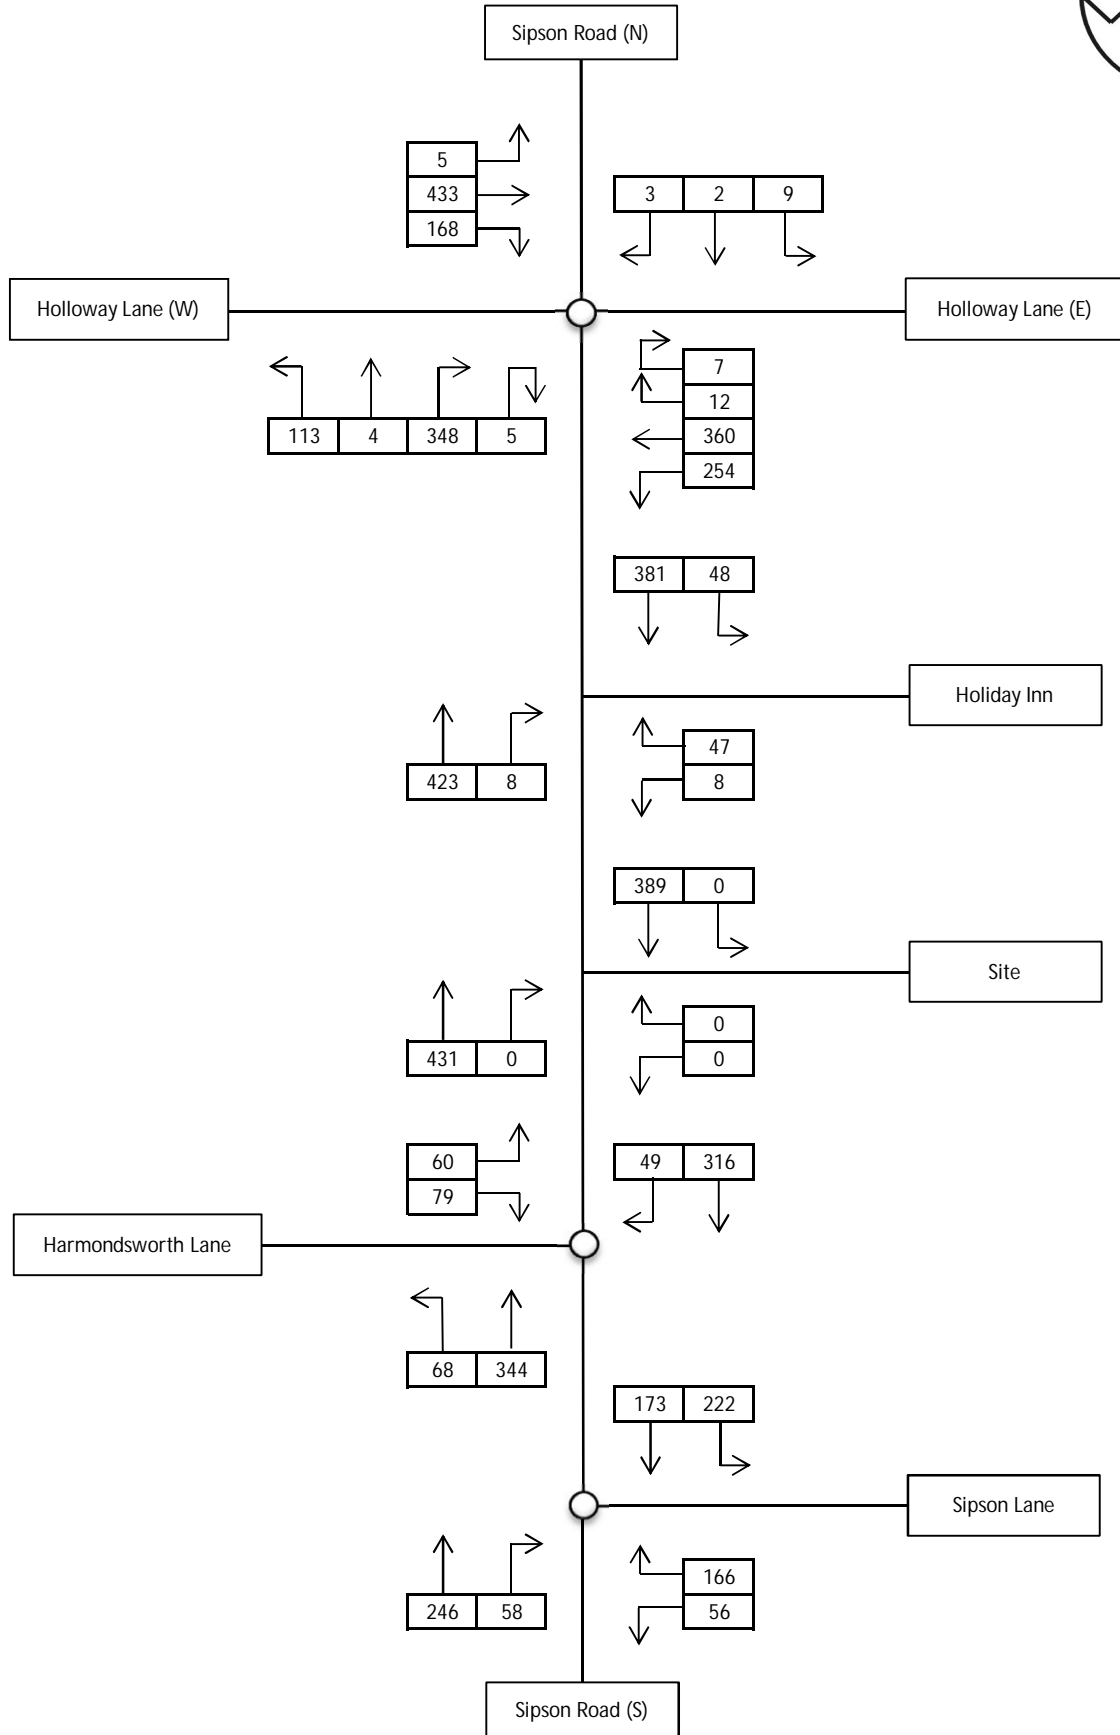 Sipson Road (N)
5
433
168
3 2 9
Holloway Lane (W)
Holloway Lane (E)
7
12
360
254
113 4 348 5
381 48
Holiday Inn
47
8
423 8
389 0
Site
0
0
431 0
60
79
49 316
Harmondsworth Lane
68 344
173 222
Sipson Lane
166
56
246 58
Sipson Road (S)